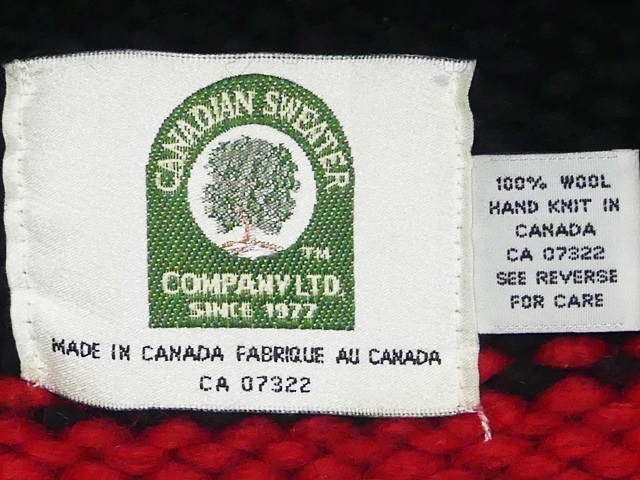 CANADIAN SWEATER
TM
COMPANY LTD.
SINCE 1977
MADE IN CANADA FABRIQUE AU CANADA
CA 07322
100% WOOL
HAND KNIT IN
CANADA
CA 07322
SEE REVERSE
FOR CARE